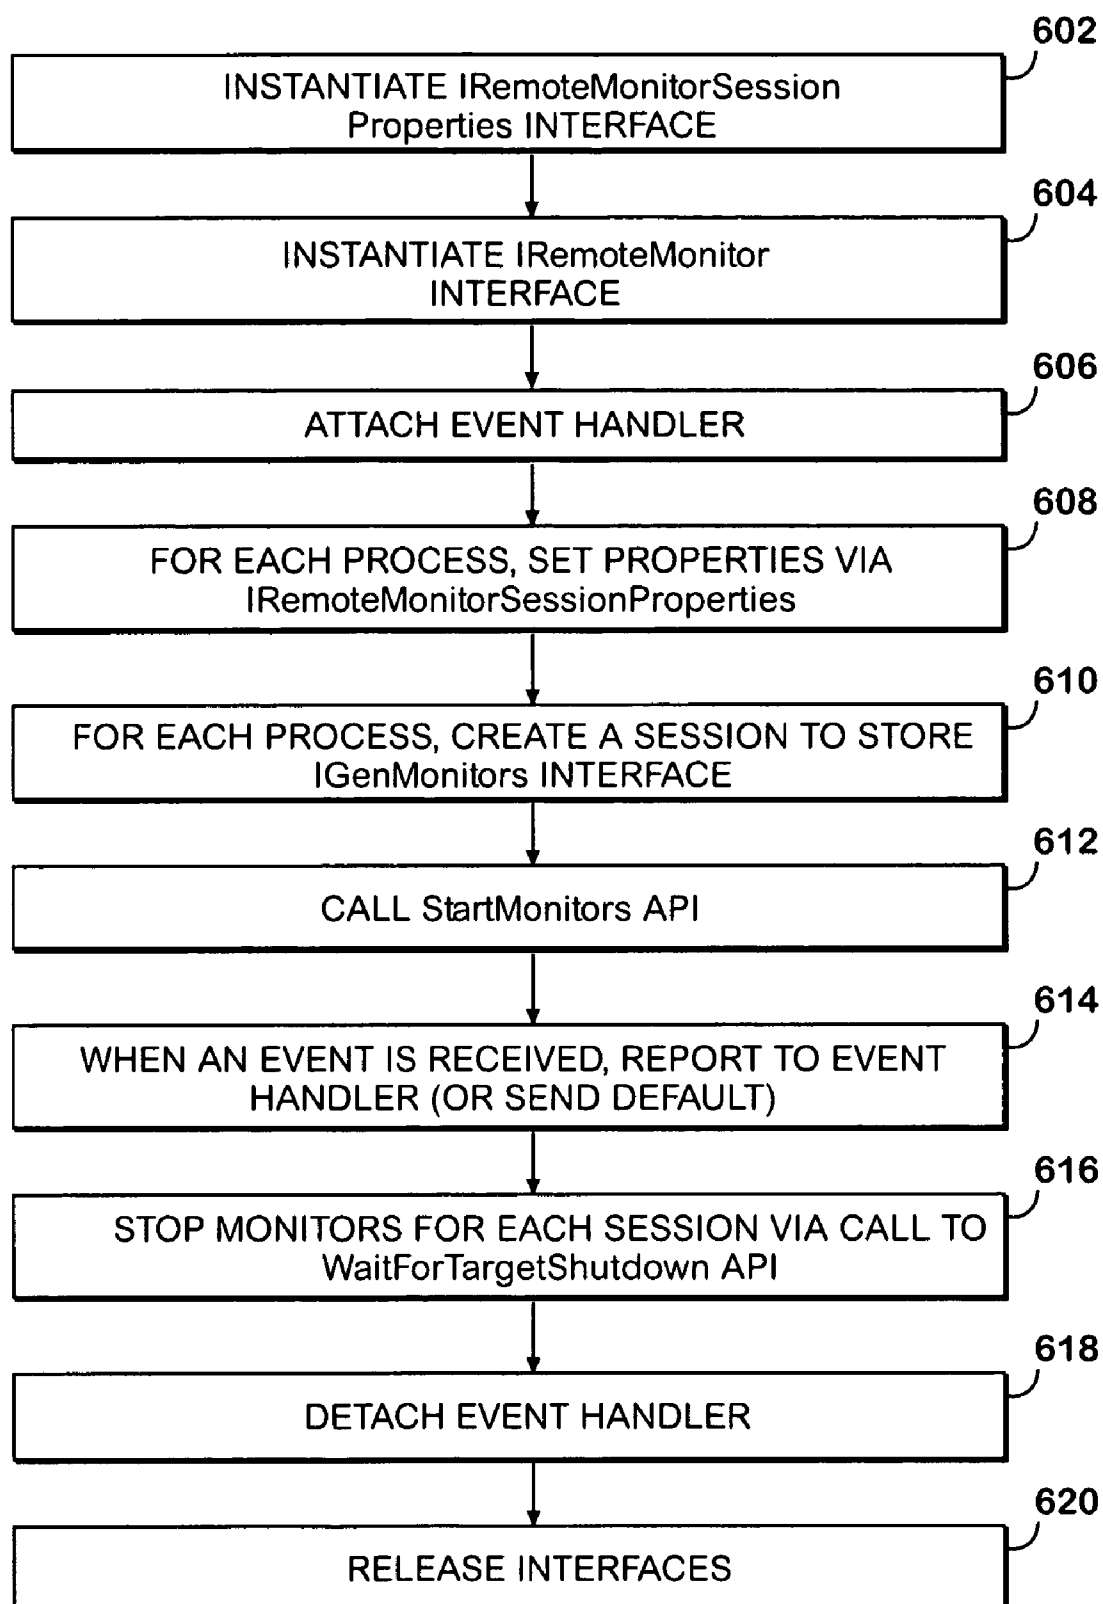 602
INSTANTIATE IRemoteMonitorSession
Properties INTERFACE
604
INSTANTIATE IRemoteMonitor
INTERFACE
606
ATTACH EVENT HANDLER
608
FOR EACH PROCESS, SET PROPERTIES VIA
IRemoteMonitorSessionProperties
610
FOR EACH PROCESS, CREATE A SESSION TO STORE
IGenMonitors INTERFACE
612
CALL StartMonitors API
614
WHEN AN EVENT IS RECEIVED, REPORT TO EVENT
HANDLER (OR SEND DEFAULT)
616
STOP MONITORS FOR EACH SESSION VIA CALL TO
WaitForTargetShutdown API
618
DETACH EVENT HANDLER
620
RELEASE INTERFACES